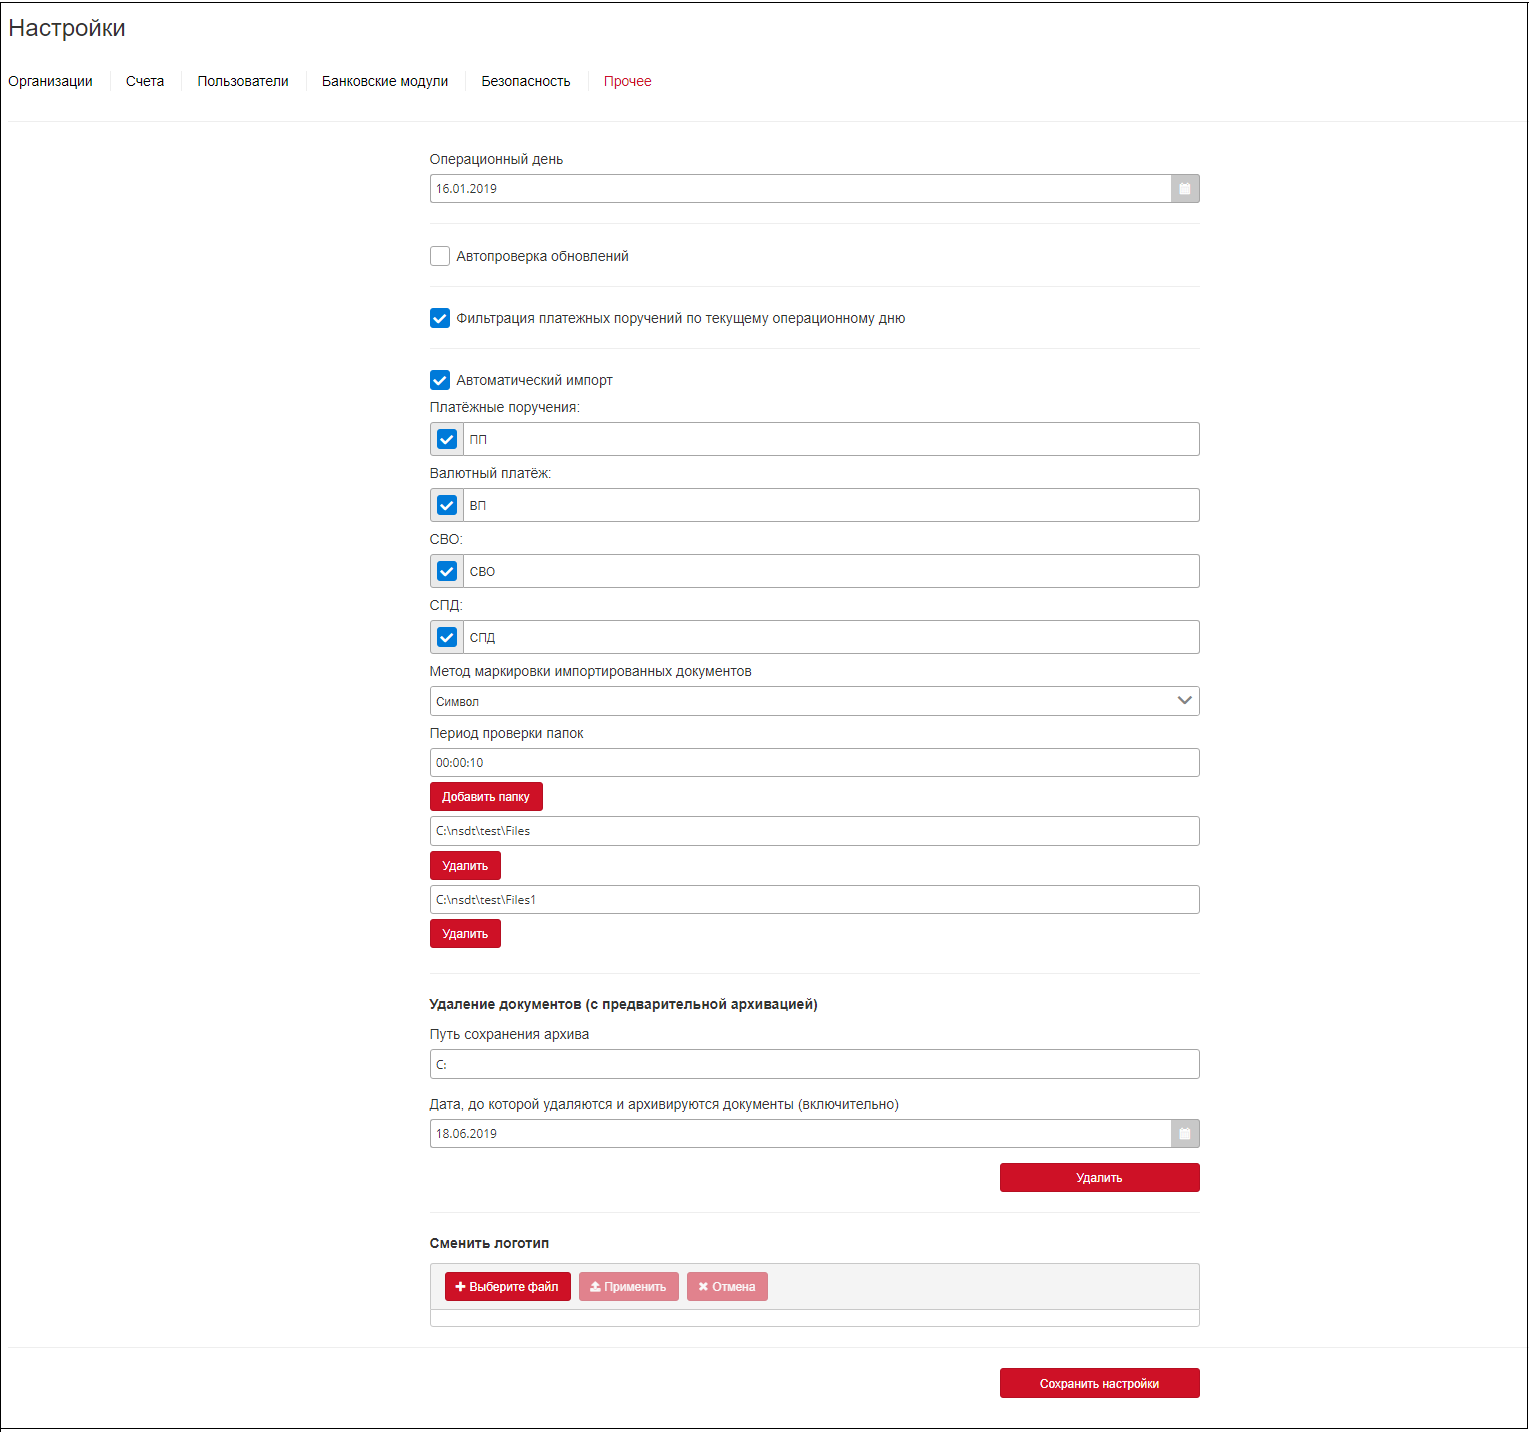 Настройки
Организации Счета Пользователи Банковские модули Безопасность Прочее
Операционный день
16.01.2019
Автопроверка обновлений
Фильтрация платежных поручений по текущему операционному дню
Автоматический импорт
Платёжные поручения:
ПП
Валютный платёж:
ВП
СВО:
СВО
СПД:
СПД
Метод маркировки импортированных документов
Символ
Период проверки папок
00:00:10
Добавить папку
C:\nsdt\test\Files
Удалить
C:\nsdt\test\Files1
Удалить
Удаление документов (с предварительной архивацией)
Путь сохранения архива
C:
Дата, до которой удаляются и архивируются документы (включительно)
18.06.2019
Удалить
Сменить логотип
Выберите файл Применить Отмена
Сохранить настройки